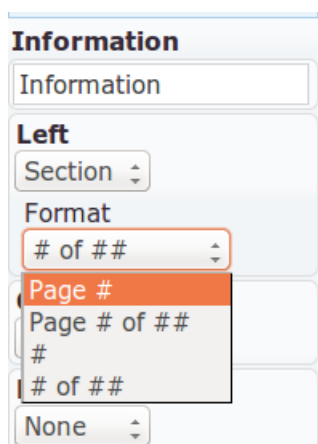 Information
Information
Left
Section
Format
# of ##
Page #
Page # of ##
#
# of ##
None